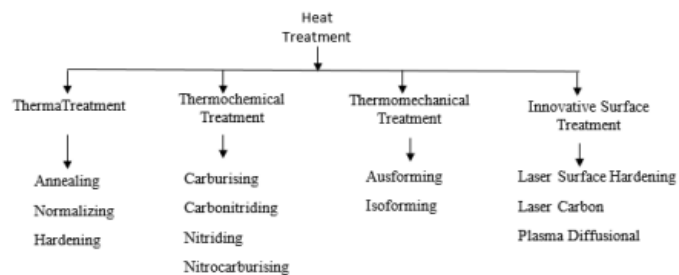 Heat
Treatment
ThermaTreatment
Thermochemical
Treatment
Thermomechanical
Treatment
Innovative Surface
Treatment
Annealing
Normalizing
Hardening
Carburising
Carbonitriding
Nitriding
Nitrocarburising
Ausforming
Isoforming
Laser Surface Hardening
Laser Carbon
Plasma Diffusional